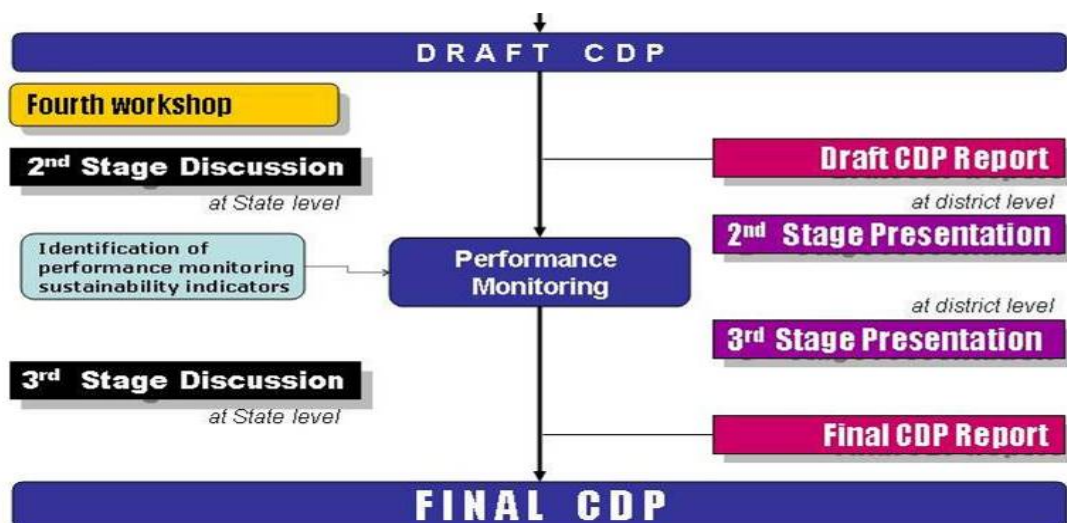 DRAFT CDP
Fourth workshop
2nd Stage Discussion
at State level
Draft CDP Report
at district level
2nd Stage Presentation
Identification of
performance monitoring
sustainability indicators
Performance
Monitoring
at district level
3rd Stage Presentation
3rd Stage Discussion
at State level
Final CDP Report
FINAL CDP